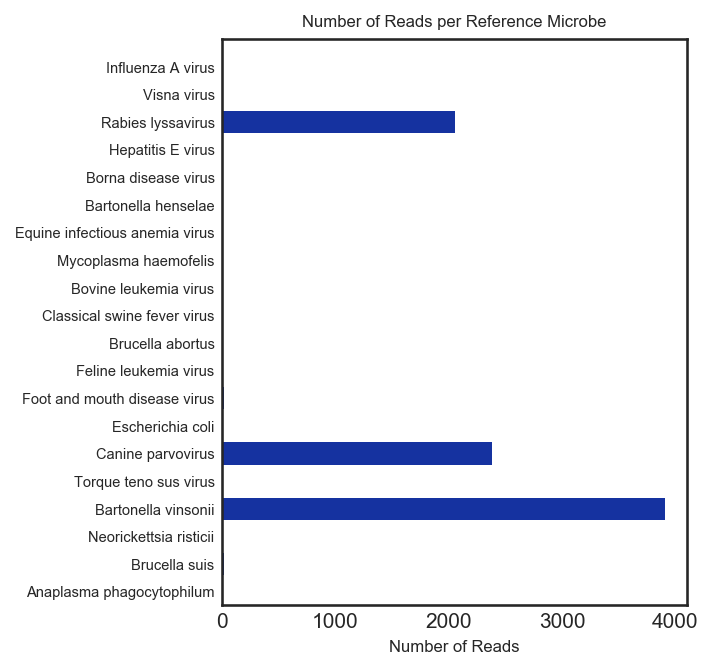 Number of Reads per Reference Microbe
Influenza A virus
Visna virus
Rabies lyssavirus
Hepatitis E virus
Borna disease virus
Bartonella henselae
Equine infectious anemia virus
Mycoplasma haemofelis
Bovine leukemia virus
Classical swine fever virus
Brucella abortus
Feline leukemia virus
Foot and mouth disease virus
Escherichia coli
Canine parvovirus
Torque teno sus virus
Bartonella vinsonii
Neorickettsia risticii
Brucella suis
Anaplasma phagocytophilum
0 1000 2000 3000 4000
Number of Reads